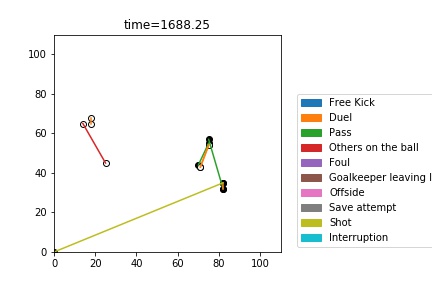 time=1688.25
100
80
60
40
20
0
0 20 40 60 80 100
Free Kick
Duel
Pass
Others on the ball
Foul
Goalkeeper leaving l
Offside
Save attempt
Shot
Interruption